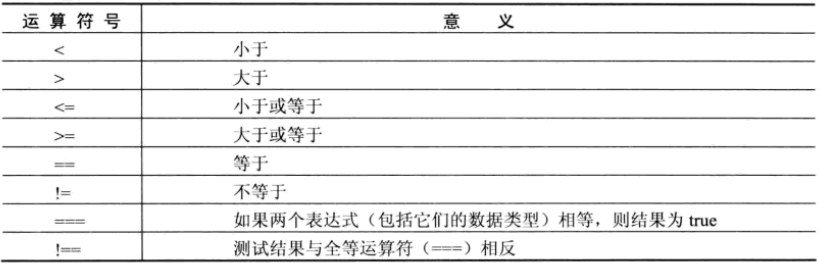 运算符号 意义
< 小于
> 大于
<= 小于或等于
>= 大于或等于
== 等于
!= 不等于
=== 如果两个表达式（包括它们的数据类型）相等，则结果为 true
!== 测试结果与全等运算符（===）相反